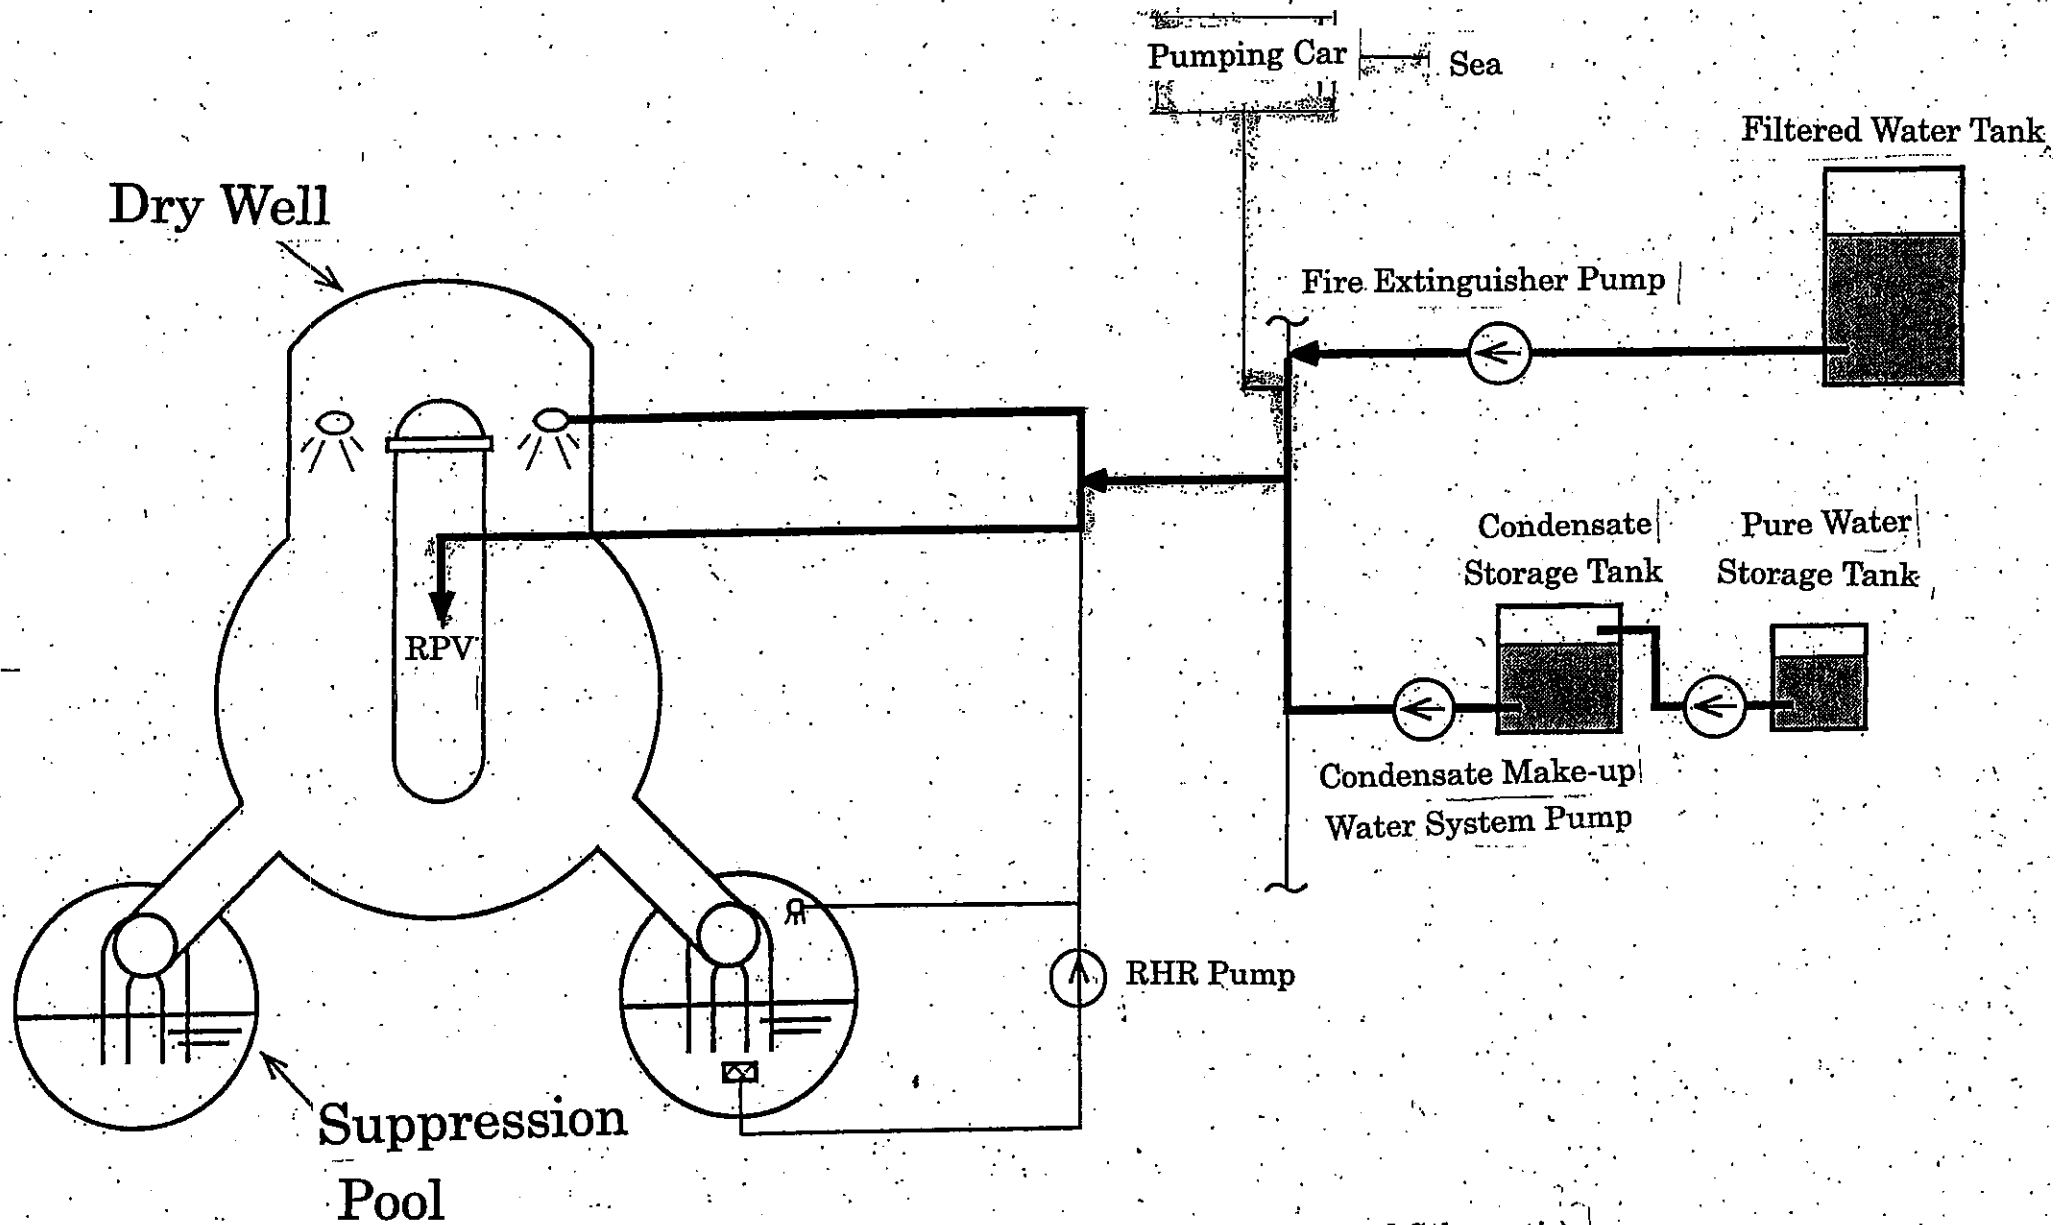 Pumping Car
Sea
Filtered Water Tank
Dry Well
Fire Extinguisher Pump
Condensate
Storage Tank
Pure Water
Storage Tank
RPV
Condensate Make-up
Water System Pump
RHR Pump
Suppression
Pool